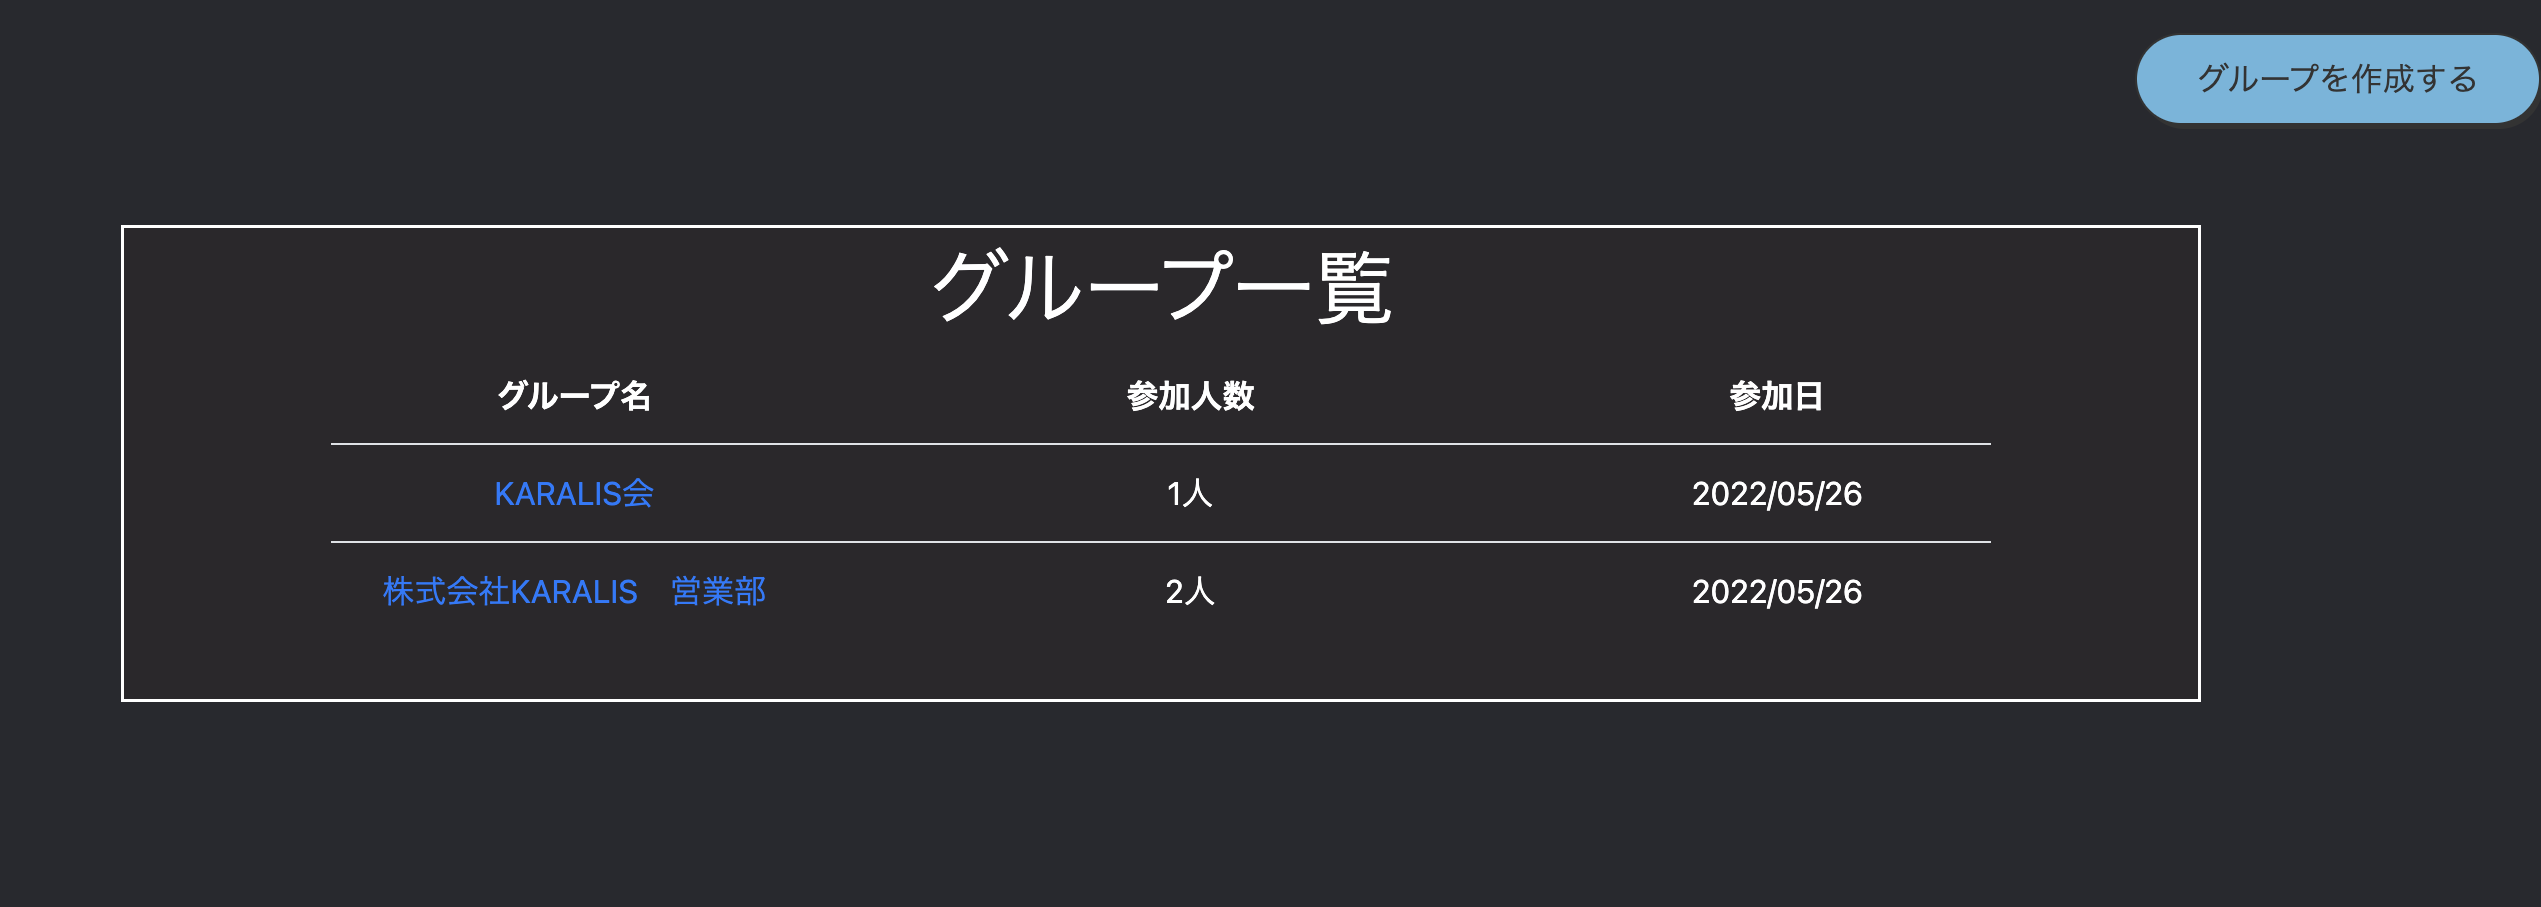 グループを作成する
グループ一覧
グループ名 参加人数 参加日
KARALIS会 1人 2022/05/26
株式会社KARALIS　営業部 2人 2022/05/26